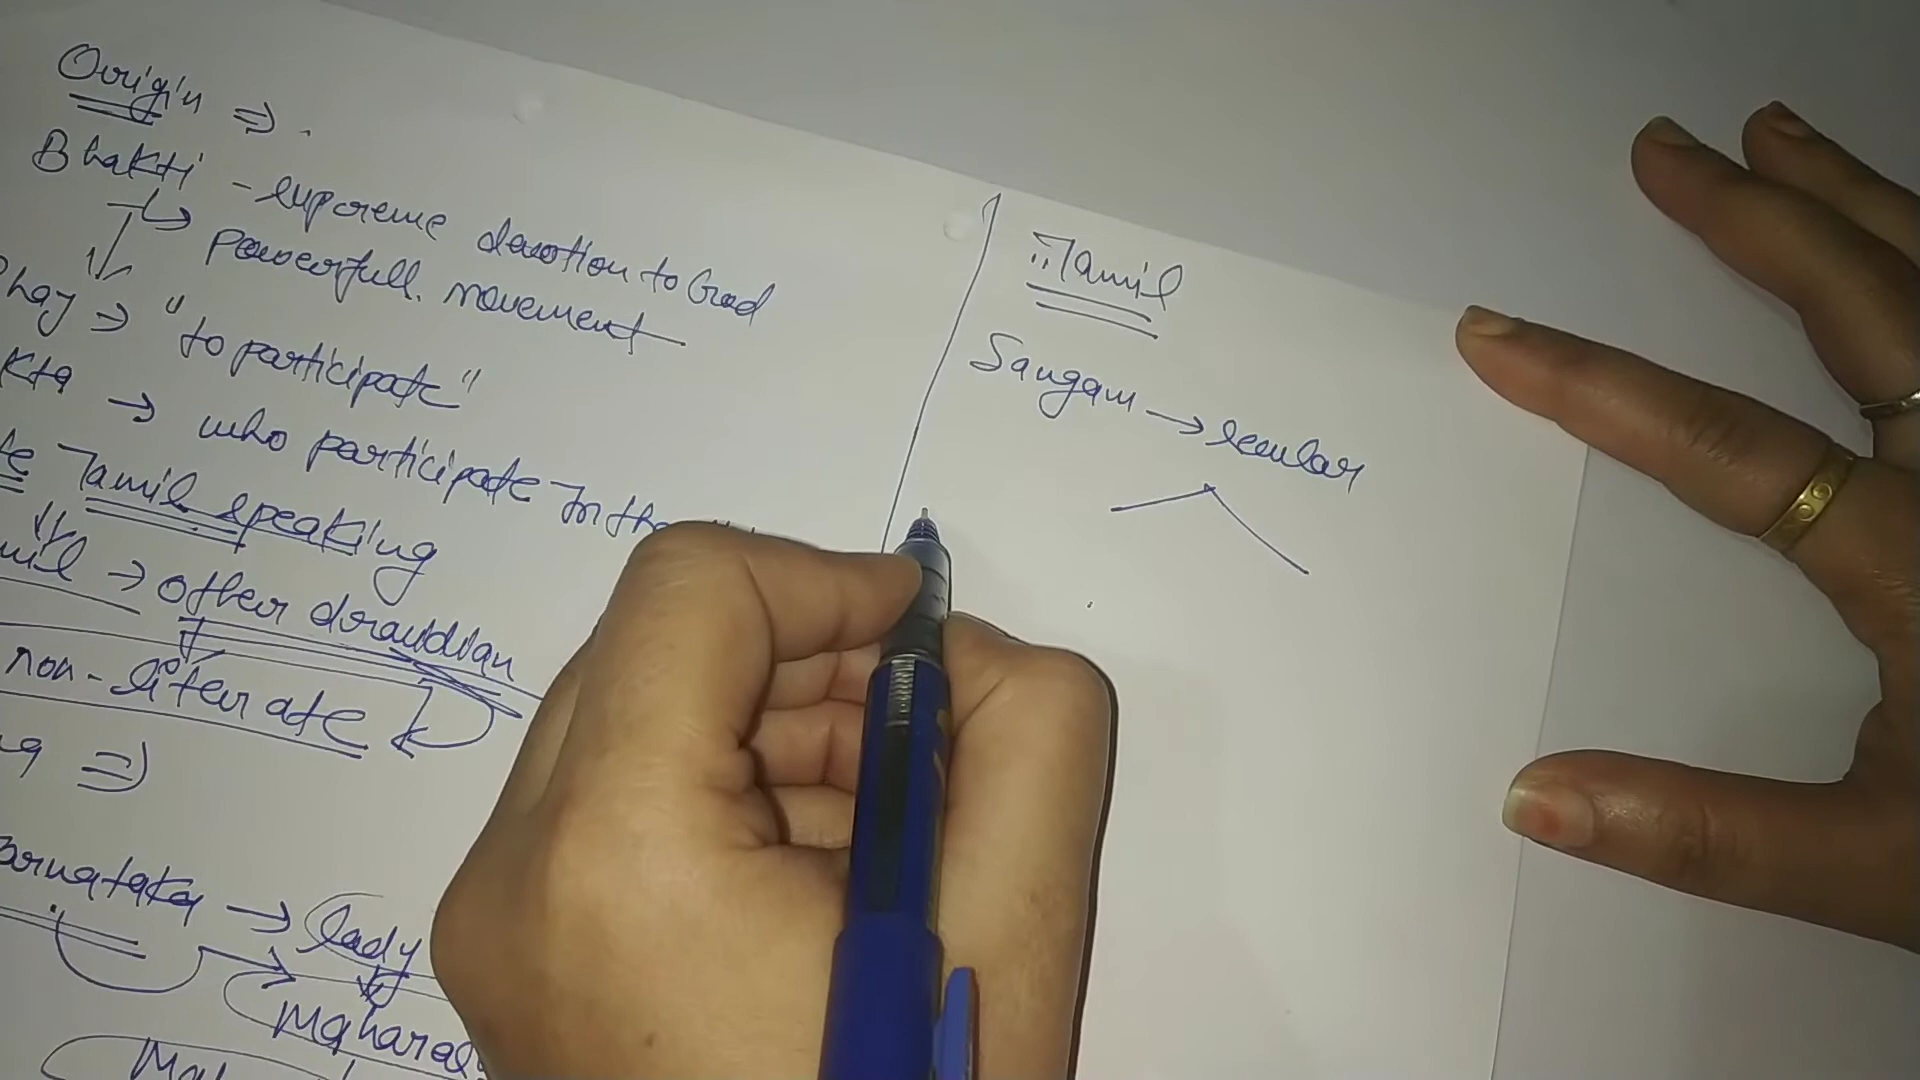 Origin ⇒ .
Bhakti - supreme devotion to God
↳ Powerfull. movement
⇒ "to participate"
→ who participate In the
Tamil speaking
→ other doravidian
non-literate
⇒
→ lady
Tamil
Sangam → secular